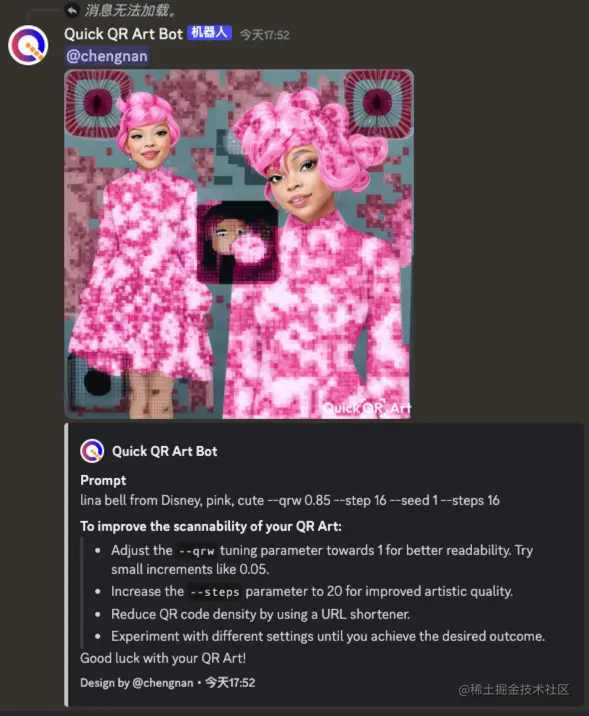 消息无法加载。
Quick QR Art Bot 机器人 今天17:52
@chengnan
Quick QR Art
Quick QR Art Bot
Prompt
lina bell from Disney, pink, cute --qrw 0.85 --step 16 --seed 1 --steps 16
To improve the scannability of your QR Art:
• Adjust the --qrw tuning parameter towards 1 for better readability. Try
small increments like 0.05.
• Increase the --steps parameter to 20 for improved artistic quality.
• Reduce QR code density by using a URL shortener.
• Experiment with different settings until you achieve the desired outcome.
Good luck with your QR Art!
Design by @chengnan • 今天17:52
@稀土掘金技术社区